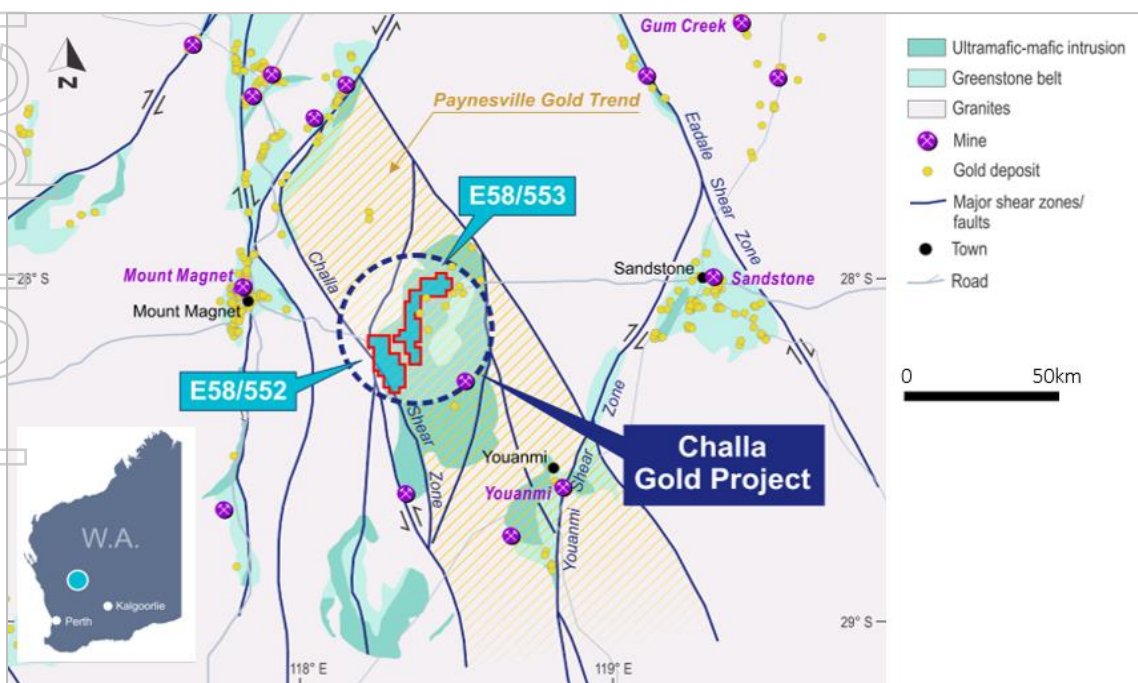 Gum Creek
Paynesville Gold Trend
Eadale
Shear
Zone
E58/553
Challa
28° S
Mount Magnet
Mount Magnet
Sandstone
Sandstone
28° S
E58/552
Shear
Zone
Zone
Shear
Youanmi
Youanmi
Youanmi
Challa
Gold Project
W.A.
Kalgoorlie
Perth
118° E
119° E
29° S
N
Ultramafic-mafic intrusion
Greenstone belt
Granites
Mine
Gold deposit
Major shear zones/
faults
Town
Road
0 50km